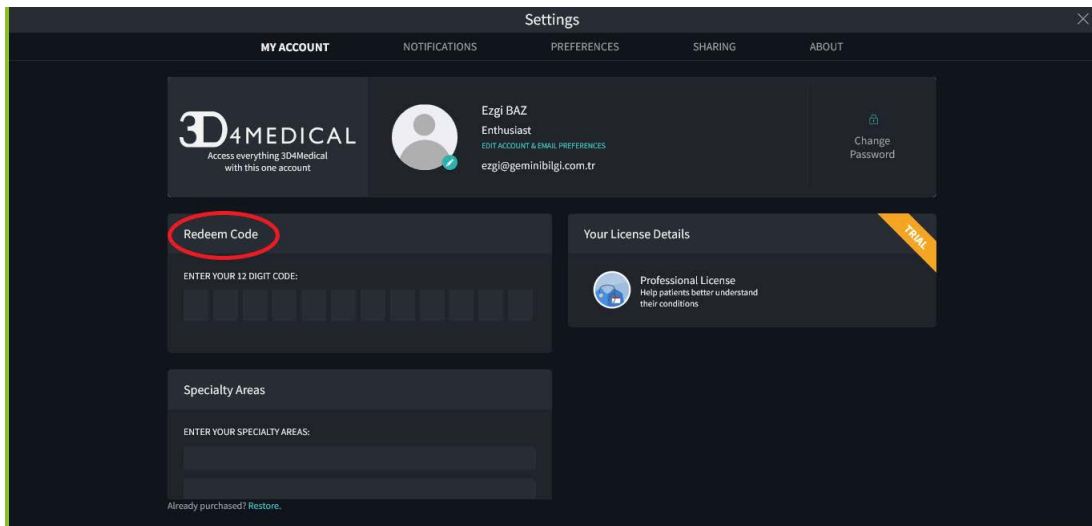 Settings
MY ACCOUNT
NOTIFICATIONS
PREFERENCES
SHARING
ABOUT
3D4MEDICAL
Access everything 3D4Medical
with this one account
Ezgi BAZ
Enthusiast
EDIT ACCOUNT & EMAIL PREFERENCES
ezgi@geminibilgi.com.tr
Change
Password
Redeem Code
ENTER YOUR 12 DIGIT CODE:
Your License Details
TRIAL
Professional License
Help patients better understand
their conditions
Specialty Areas
ENTER YOUR SPECIALTY AREAS:
Already purchased? Restore.